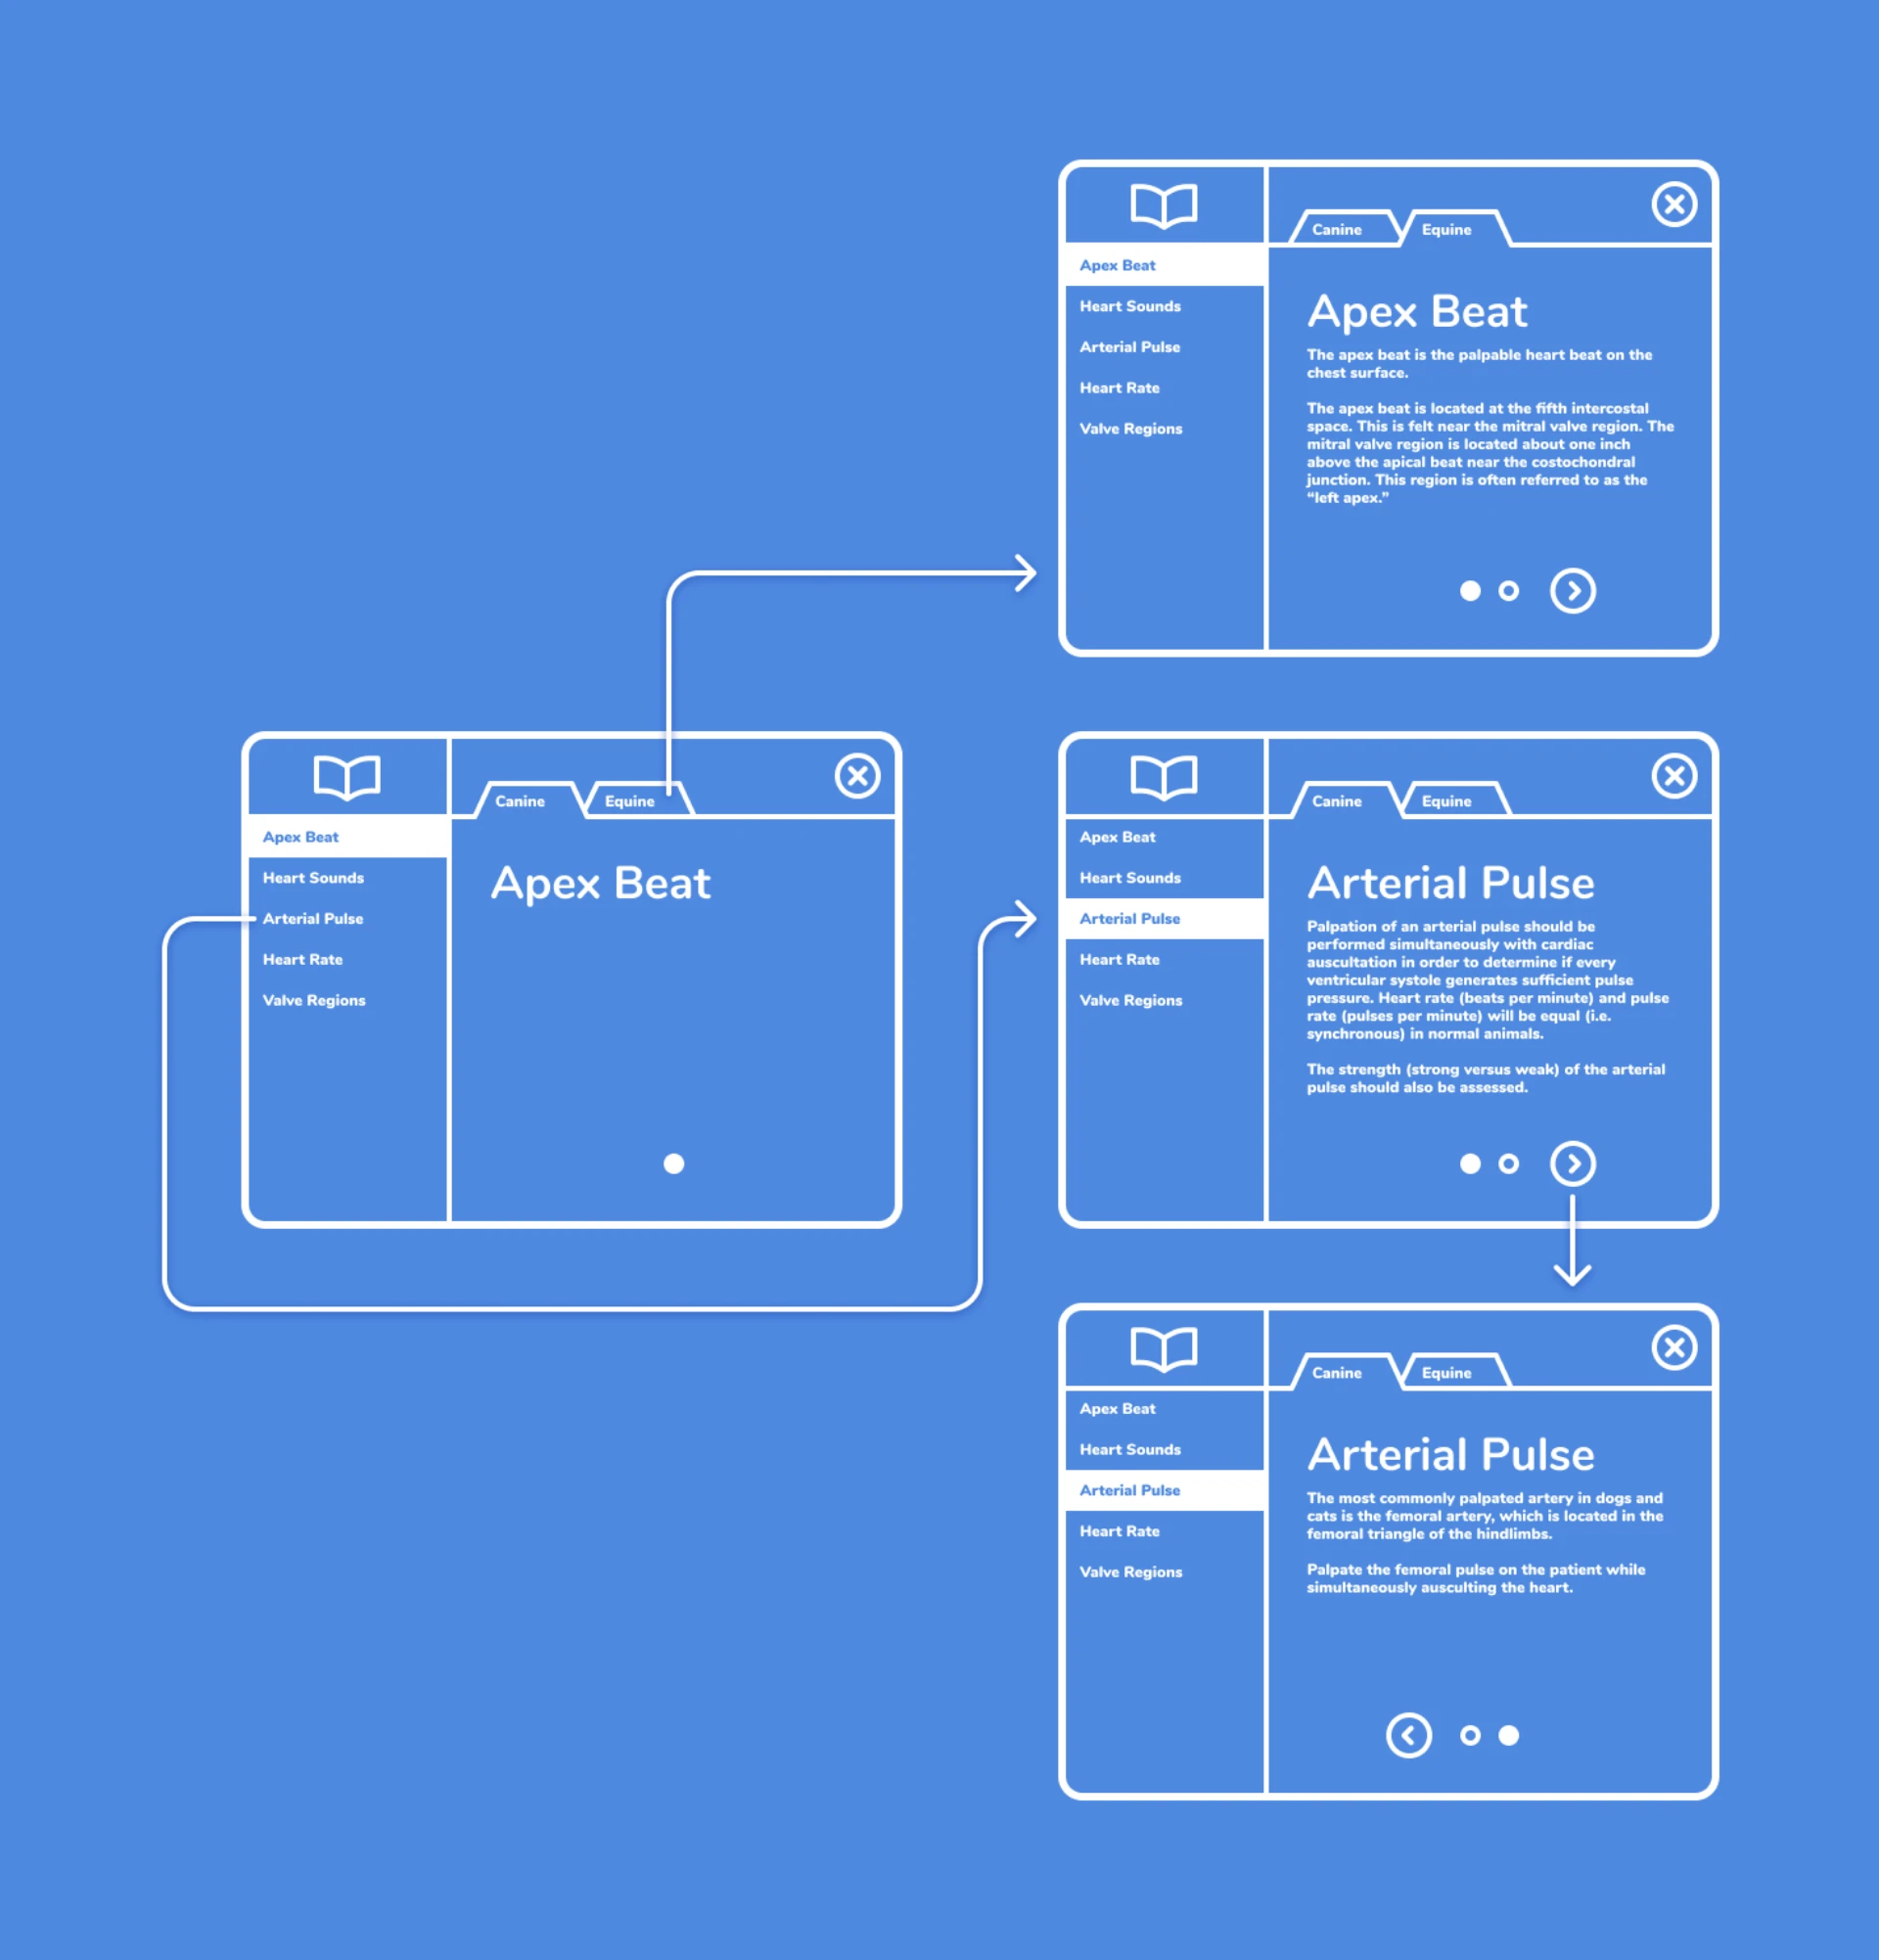 Canine
Equine
Apex Beat
Heart Sounds
Arterial Pulse
Heart Rate
Valve Regions
Apex Beat
The apex beat is the palpable heart beat on the
chest surface.
The apex beat is located at the fifth intercostal
space. This is felt near the mitral valve region. The
mitral valve region is located about one inch
above the apical beat near the costochondral
junction. This region is often referred to as the
“left apex.”
Canine
Equine
Apex Beat
Heart Sounds
Arterial Pulse
Heart Rate
Valve Regions
Apex Beat
Canine
Equine
Apex Beat
Heart Sounds
Arterial Pulse
Heart Rate
Valve Regions
Arterial Pulse
Palpation of an arterial pulse should be
performed simultaneously with cardiac
auscultation in order to determine if every
ventricular systole generates sufficient pulse
pressure. Heart rate (beats per minute) and pulse
rate (pulses per minute) will be equal (i.e.
synchronous) in normal animals.
The strength (strong versus weak) of the arterial
pulse should also be assessed.
Canine
Equine
Apex Beat
Heart Sounds
Arterial Pulse
Heart Rate
Valve Regions
Arterial Pulse
The most commonly palpated artery in dogs and
cats is the femoral artery, which is located in the
femoral triangle of the hindlimbs.
Palpate the femoral pulse on the patient while
simultaneously ausculting the heart.